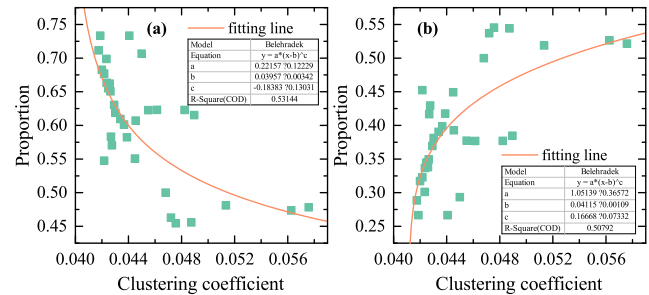 (a)
fitting line
Model Belehradek
Equation y = a*(x-b)^c
a 0.22157 ?0.12229
b 0.03957 ?0.00342
c -0.18383 ?0.13031
R-Square(COD) 0.53144
0.75
0.70
0.65
0.60
0.55
0.50
0.45
Proportion
0.040 0.044 0.048 0.052 0.056
Clustering coefficient
(b)
fitting line
Model Belehradek
Equation y = a*(x-b)^c
a 1.05139 ?0.36572
b 0.04115 ?0.00109
c 0.16668 ?0.07332
R-Square(COD) 0.50792
0.55
0.50
0.45
0.40
0.35
0.30
0.25
Proportion
0.040 0.044 0.048 0.052 0.056
Clustering coefficient